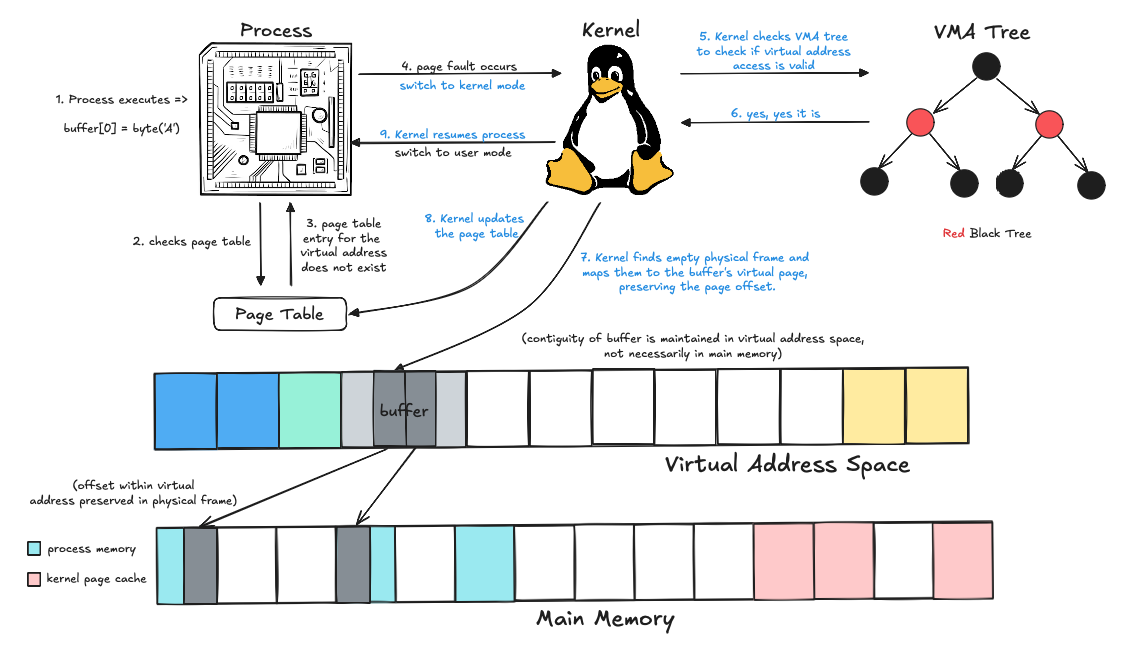 Process
Kernel
VMA Tree
1. Process executes =>
buffer[0] = byte('A')
4. page fault occurs
switch to kernel mode
9. Kernel resumes process
switch to user mode
5. Kernel checks VMA tree
to check if virtual address
access is valid
6. yes, yes it is
Red Black Tree
2. checks page table
3. page table
entry for the
virtual address
does not exist
8. Kernel updates
the page table
7. Kernel finds empty physical frame and
maps them to the buffer's virtual page,
preserving the page offset.
Page Table
(contiguity of buffer is maintained in virtual address space,
not necessarily in main memory)
buffer
Virtual Address Space
(offset within virtual
address preserved in physical frame)
process memory
kernel page cache
Main Memory